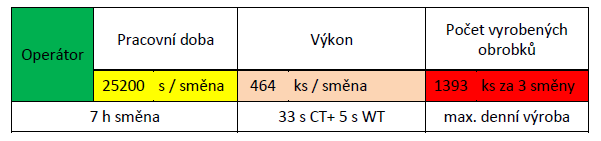 Operátor
Pracovní doba
Výkon
Počet vyrobených
obrobků
25200 s / směna
464 ks / směna
1393 ks za 3 směny
7 h směna
33 s CT+ 5 s WT
max. denní výroba